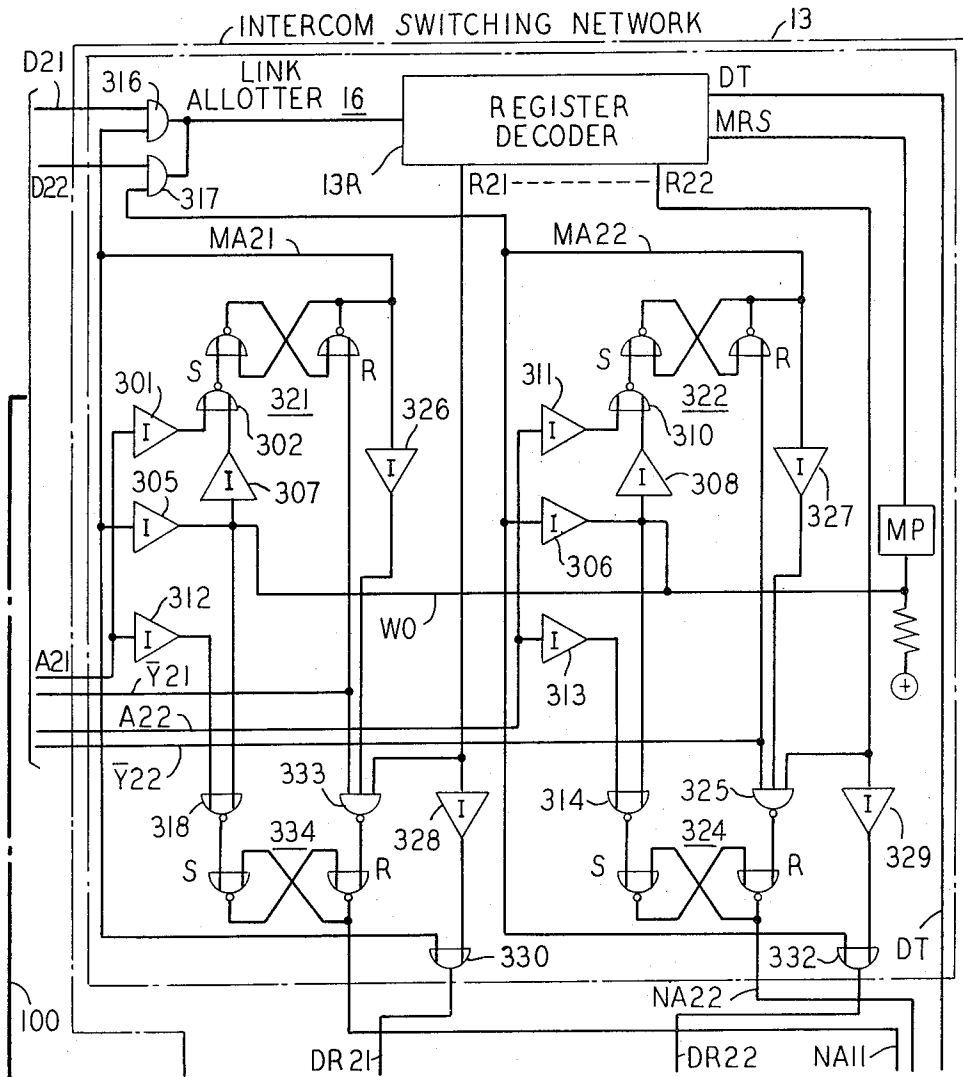 INTERCOM SWITCHING NETWORK 13
D21
316
LINK
ALLOTTER 16
REGISTER
DECODER
DT
MRS
D22
317
13R
R21
R22
MA21
MA22
S
R
S
R
301
I
321
302
326
I
311
I
322
310
I
327
305
I
I
307
306
I
I
308
MP
312
I
WO
313
I
A21
Y̅21
A22
Y̅22
+
318
333
I
328
314
325
I
329
S
334
R
S
324
R
330
332
DT
100
NA22
DR21
DR22
NA11